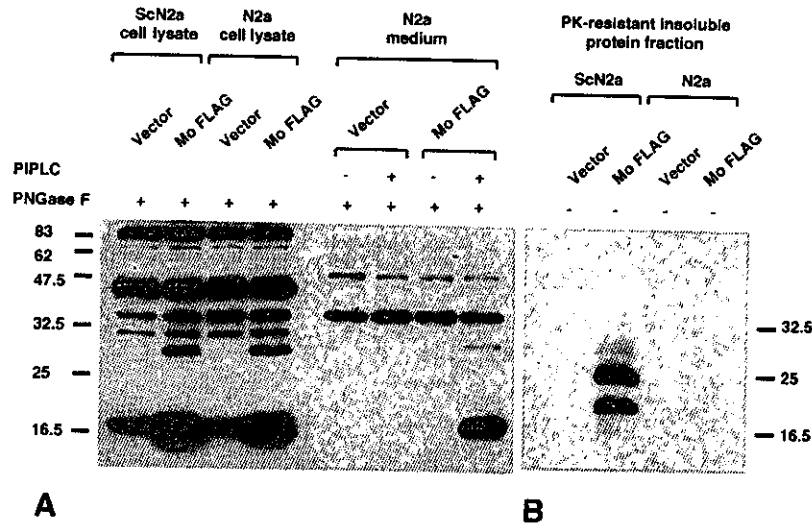 ScN2a
cell lysate
N2a
cell lysate
N2a
medium
Vector
Mo FLAG
Vector
Mo FLAG
Vector
Mo FLAG
PIPLC
- + - +
PNGase F
+ + + + + + + +
83
62
47.5
32.5
25
16.5
A
PK-resistant insoluble
protein fraction
ScN2a
N2a
Vector
Mo FLAG
Vector
Mo FLAG
- - - -
32.5
25
16.5
B